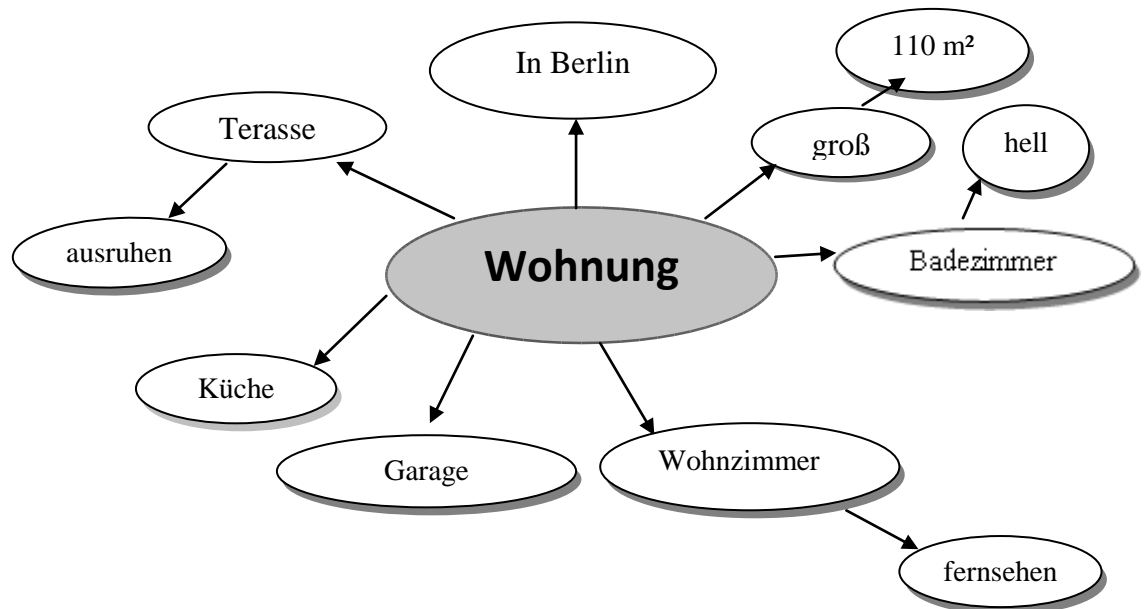 110 m²
In Berlin
Terasse
groß
hell
ausruhen
Wohnung
Badezimmer
Küche
Garage
Wohnzimmer
fernsehen